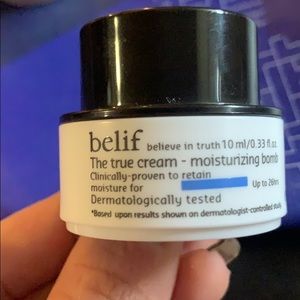 belif believe in truth 10 ml/0.33 fl.oz.
The true cream - moisturizing bomb
Clinically-proven to retain
moisture for Up to 26hrs
Dermatologically tested
*Based upon results shown on dermatologist-controlled study